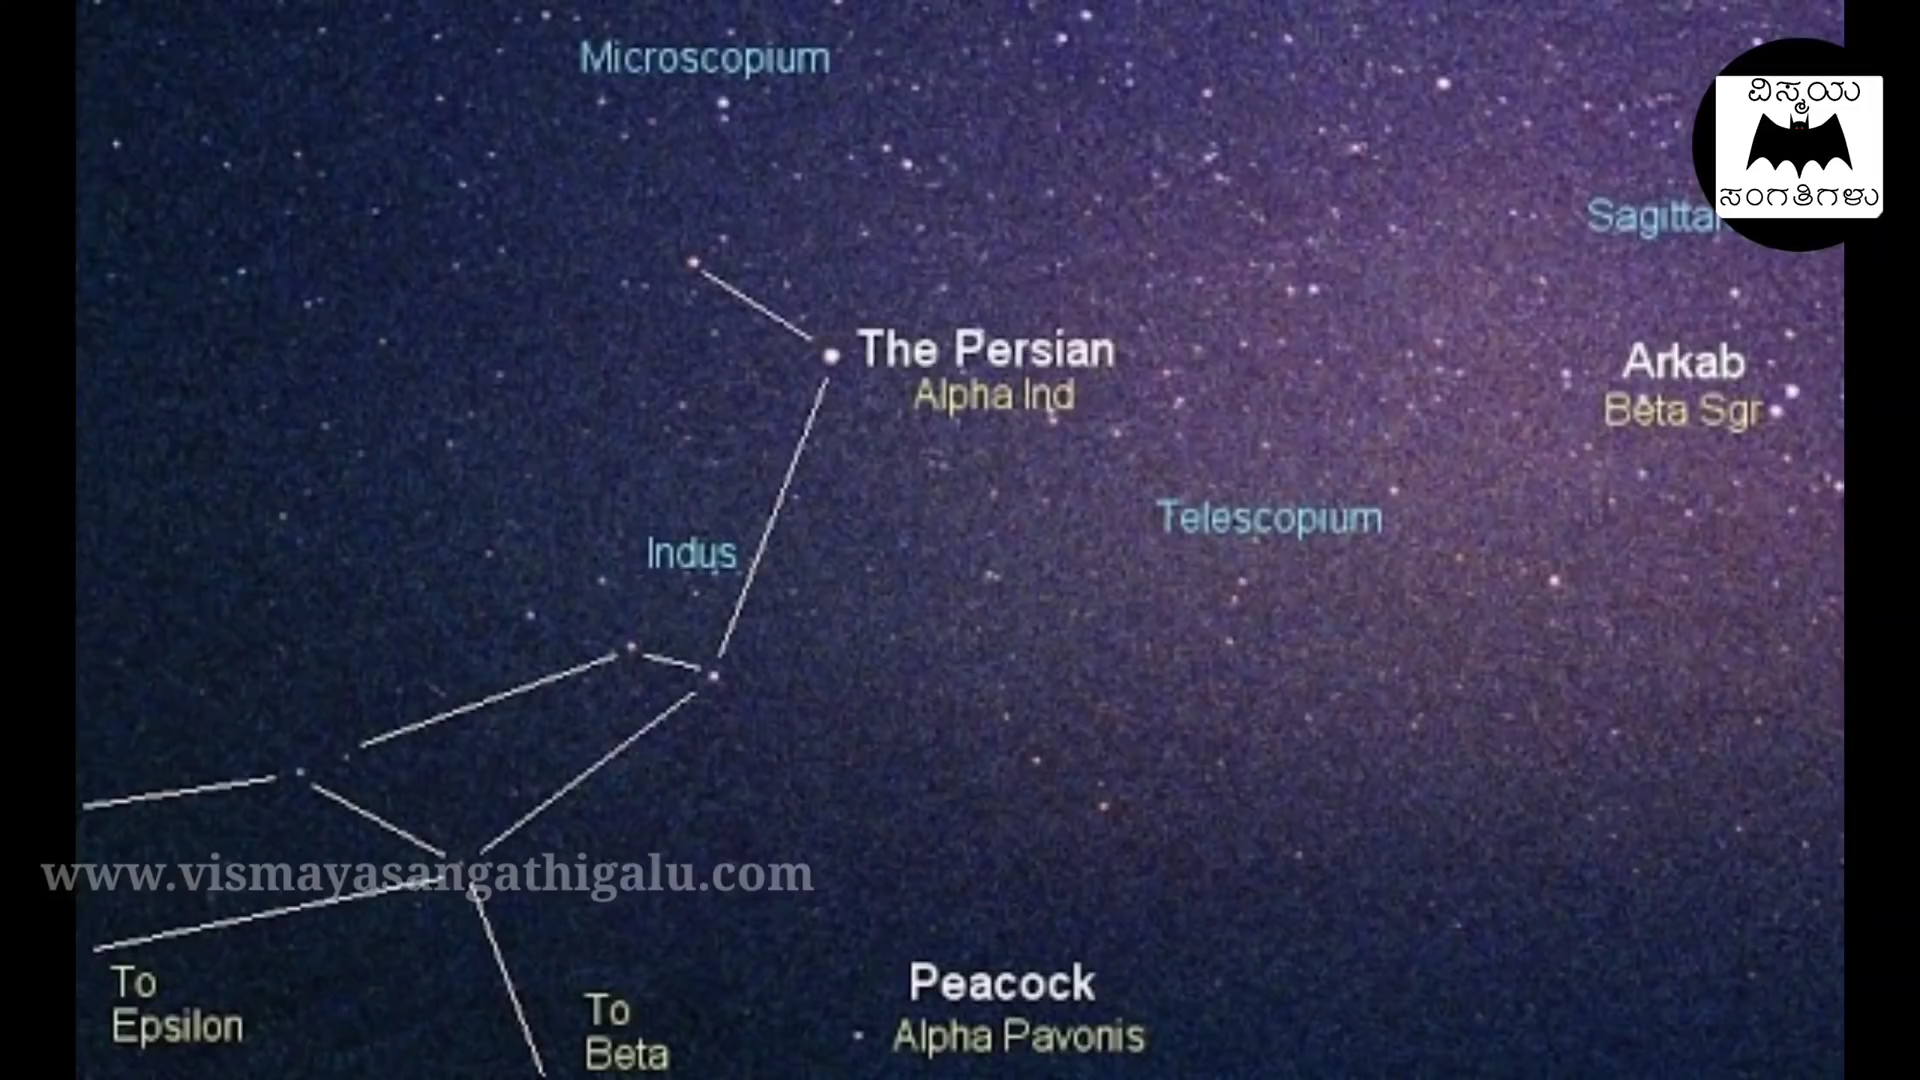 Microscopium
ವಿಸ್ಮಯ
ಸಂಗತಿಗಳು
Sagittar
The Persian
Alpha Ind
Arkab
Beta Sgr
Telescopium
Indus
www.vismayasangathigalu.com
To
Epsilon
To
Beta
Peacock
Alpha Pavonis